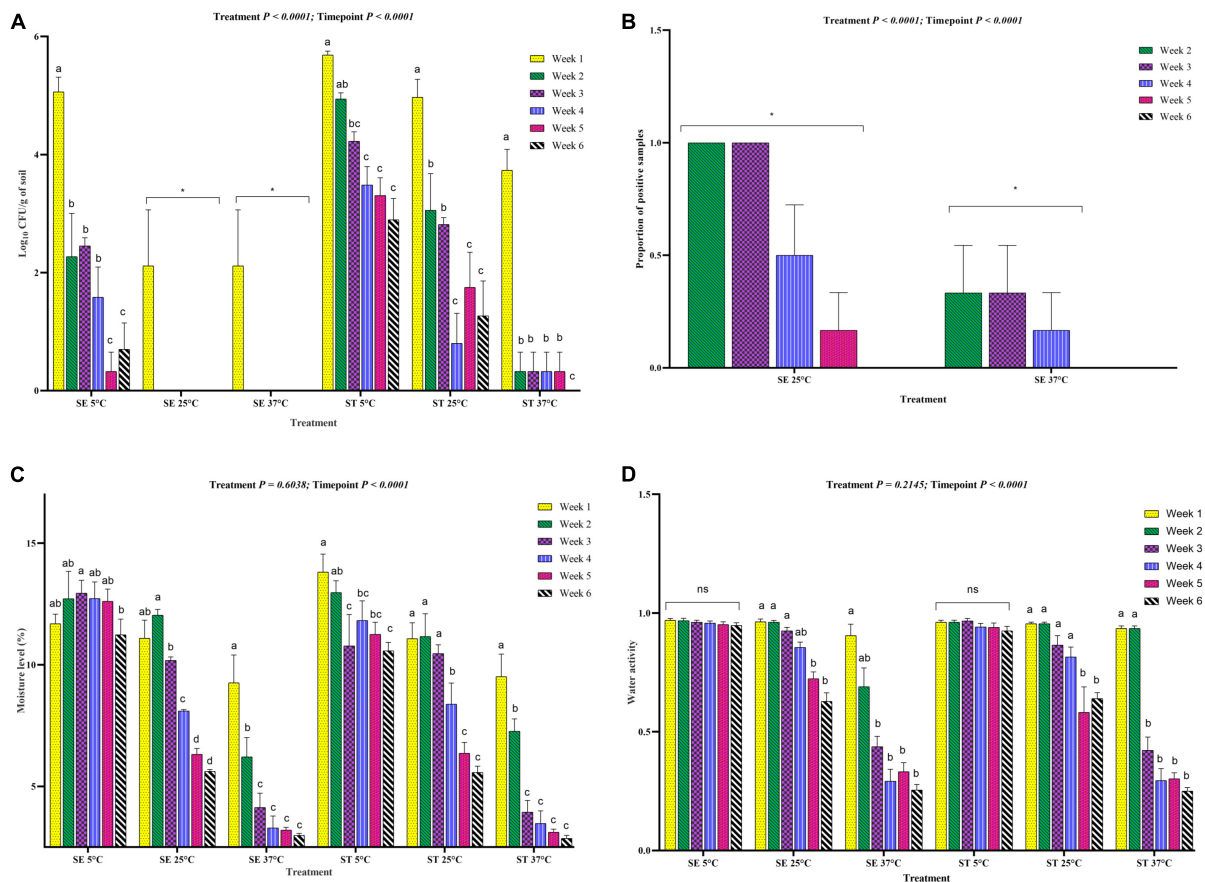 A
Treatment P < 0.0001; Timepoint P < 0.0001
Log10 CFU/g of soil
6
4
2
0
a b b b c c
*
*
a ab bc c c c
a b b c c c
a b b b b c
Week 1
Week 2
Week 3
Week 4
Week 5
Week 6
SE 5°C SE 25°C SE 37°C ST 5°C ST 25°C ST 37°C
Treatment
B
Treatment P < 0.0001; Timepoint P < 0.0001
Proportion of positive samples
1.5
1.0
0.5
0.0
*
*
Week 2
Week 3
Week 4
Week 5
Week 6
SE 25°C SE 37°C
Treatment
C
Treatment P = 0.6038; Timepoint P < 0.0001
Moisture level (%)
15
10
5
ab ab a ab ab b
ab a b c d d
a b c c c c
a ab c bc bc c
a a a b c c
a b c c c c
Week 1
Week 2
Week 3
Week 4
Week 5
Week 6
SE 5°C SE 25°C SE 37°C ST 5°C ST 25°C ST 37°C
Treatment
D
Treatment P = 0.2145; Timepoint P < 0.0001
Water activity
1.5
1.0
0.5
0.0
ns
a a a ab b b
a ab b b b b
ns
a a a a b b
a a b b b b
Week 1
Week 2
Week 3
Week 4
Week 5
Week 6
SE 5°C SE 25°C SE 37°C ST 5°C ST 25°C ST 37°C
Treatment